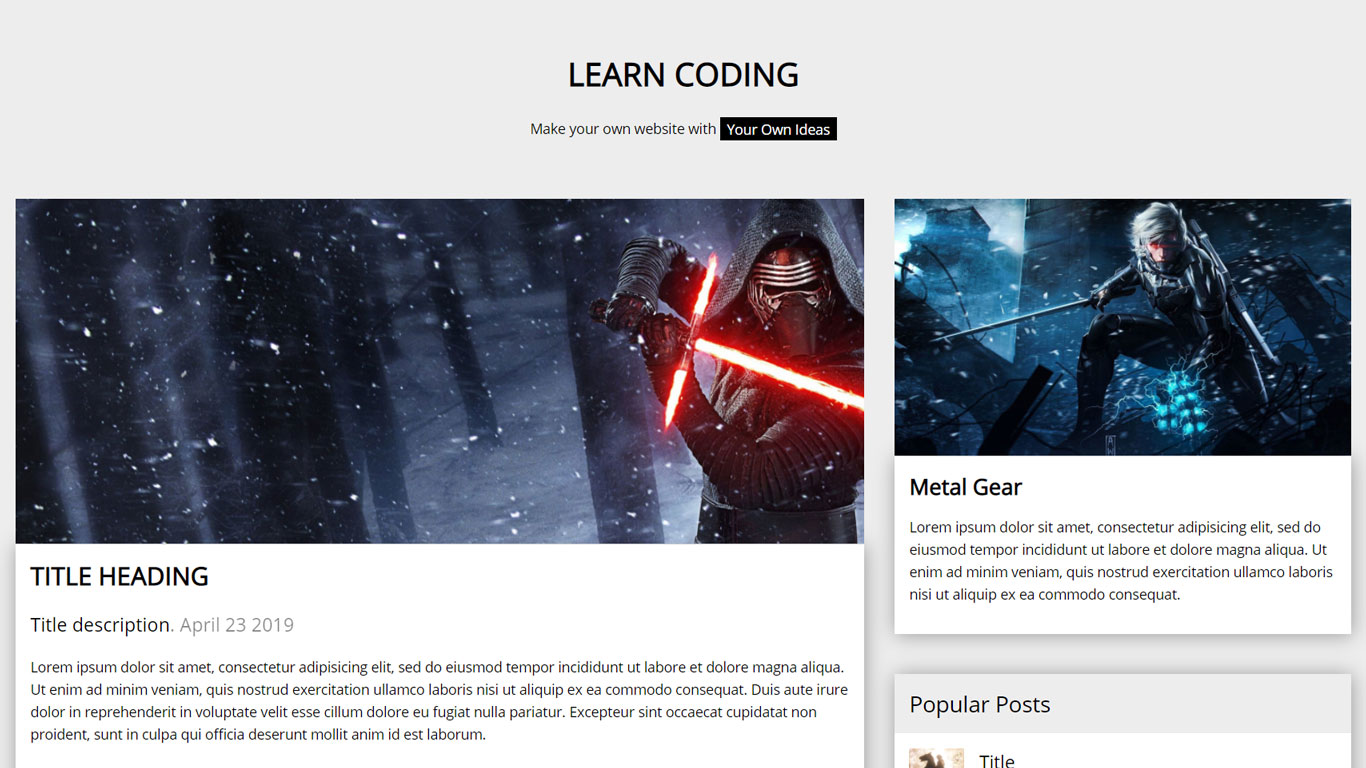 LEARN CODING
Make your own website with Your Own Ideas
TITLE HEADING
Title description. April 23 2019
Lorem ipsum dolor sit amet, consectetur adipisicing elit, sed do eiusmod tempor incididunt ut labore et dolore magna aliqua.
Ut enim ad minim veniam, quis nostrud exercitation ullamco laboris nisi ut aliquip ex ea commodo consequat. Duis aute irure
dolor in reprehenderit in voluptate velit esse cillum dolore eu fugiat nulla pariatur. Excepteur sint occaecat cupidatat non
proident, sunt in culpa qui officia deserunt mollit anim id est laborum.
Metal Gear
Lorem ipsum dolor sit amet, consectetur adipisicing elit, sed do
eiusmod tempor incididunt ut labore et dolore magna aliqua. Ut
enim ad minim veniam, quis nostrud exercitation ullamco laboris
nisi ut aliquip ex ea commodo consequat.
Popular Posts
Title